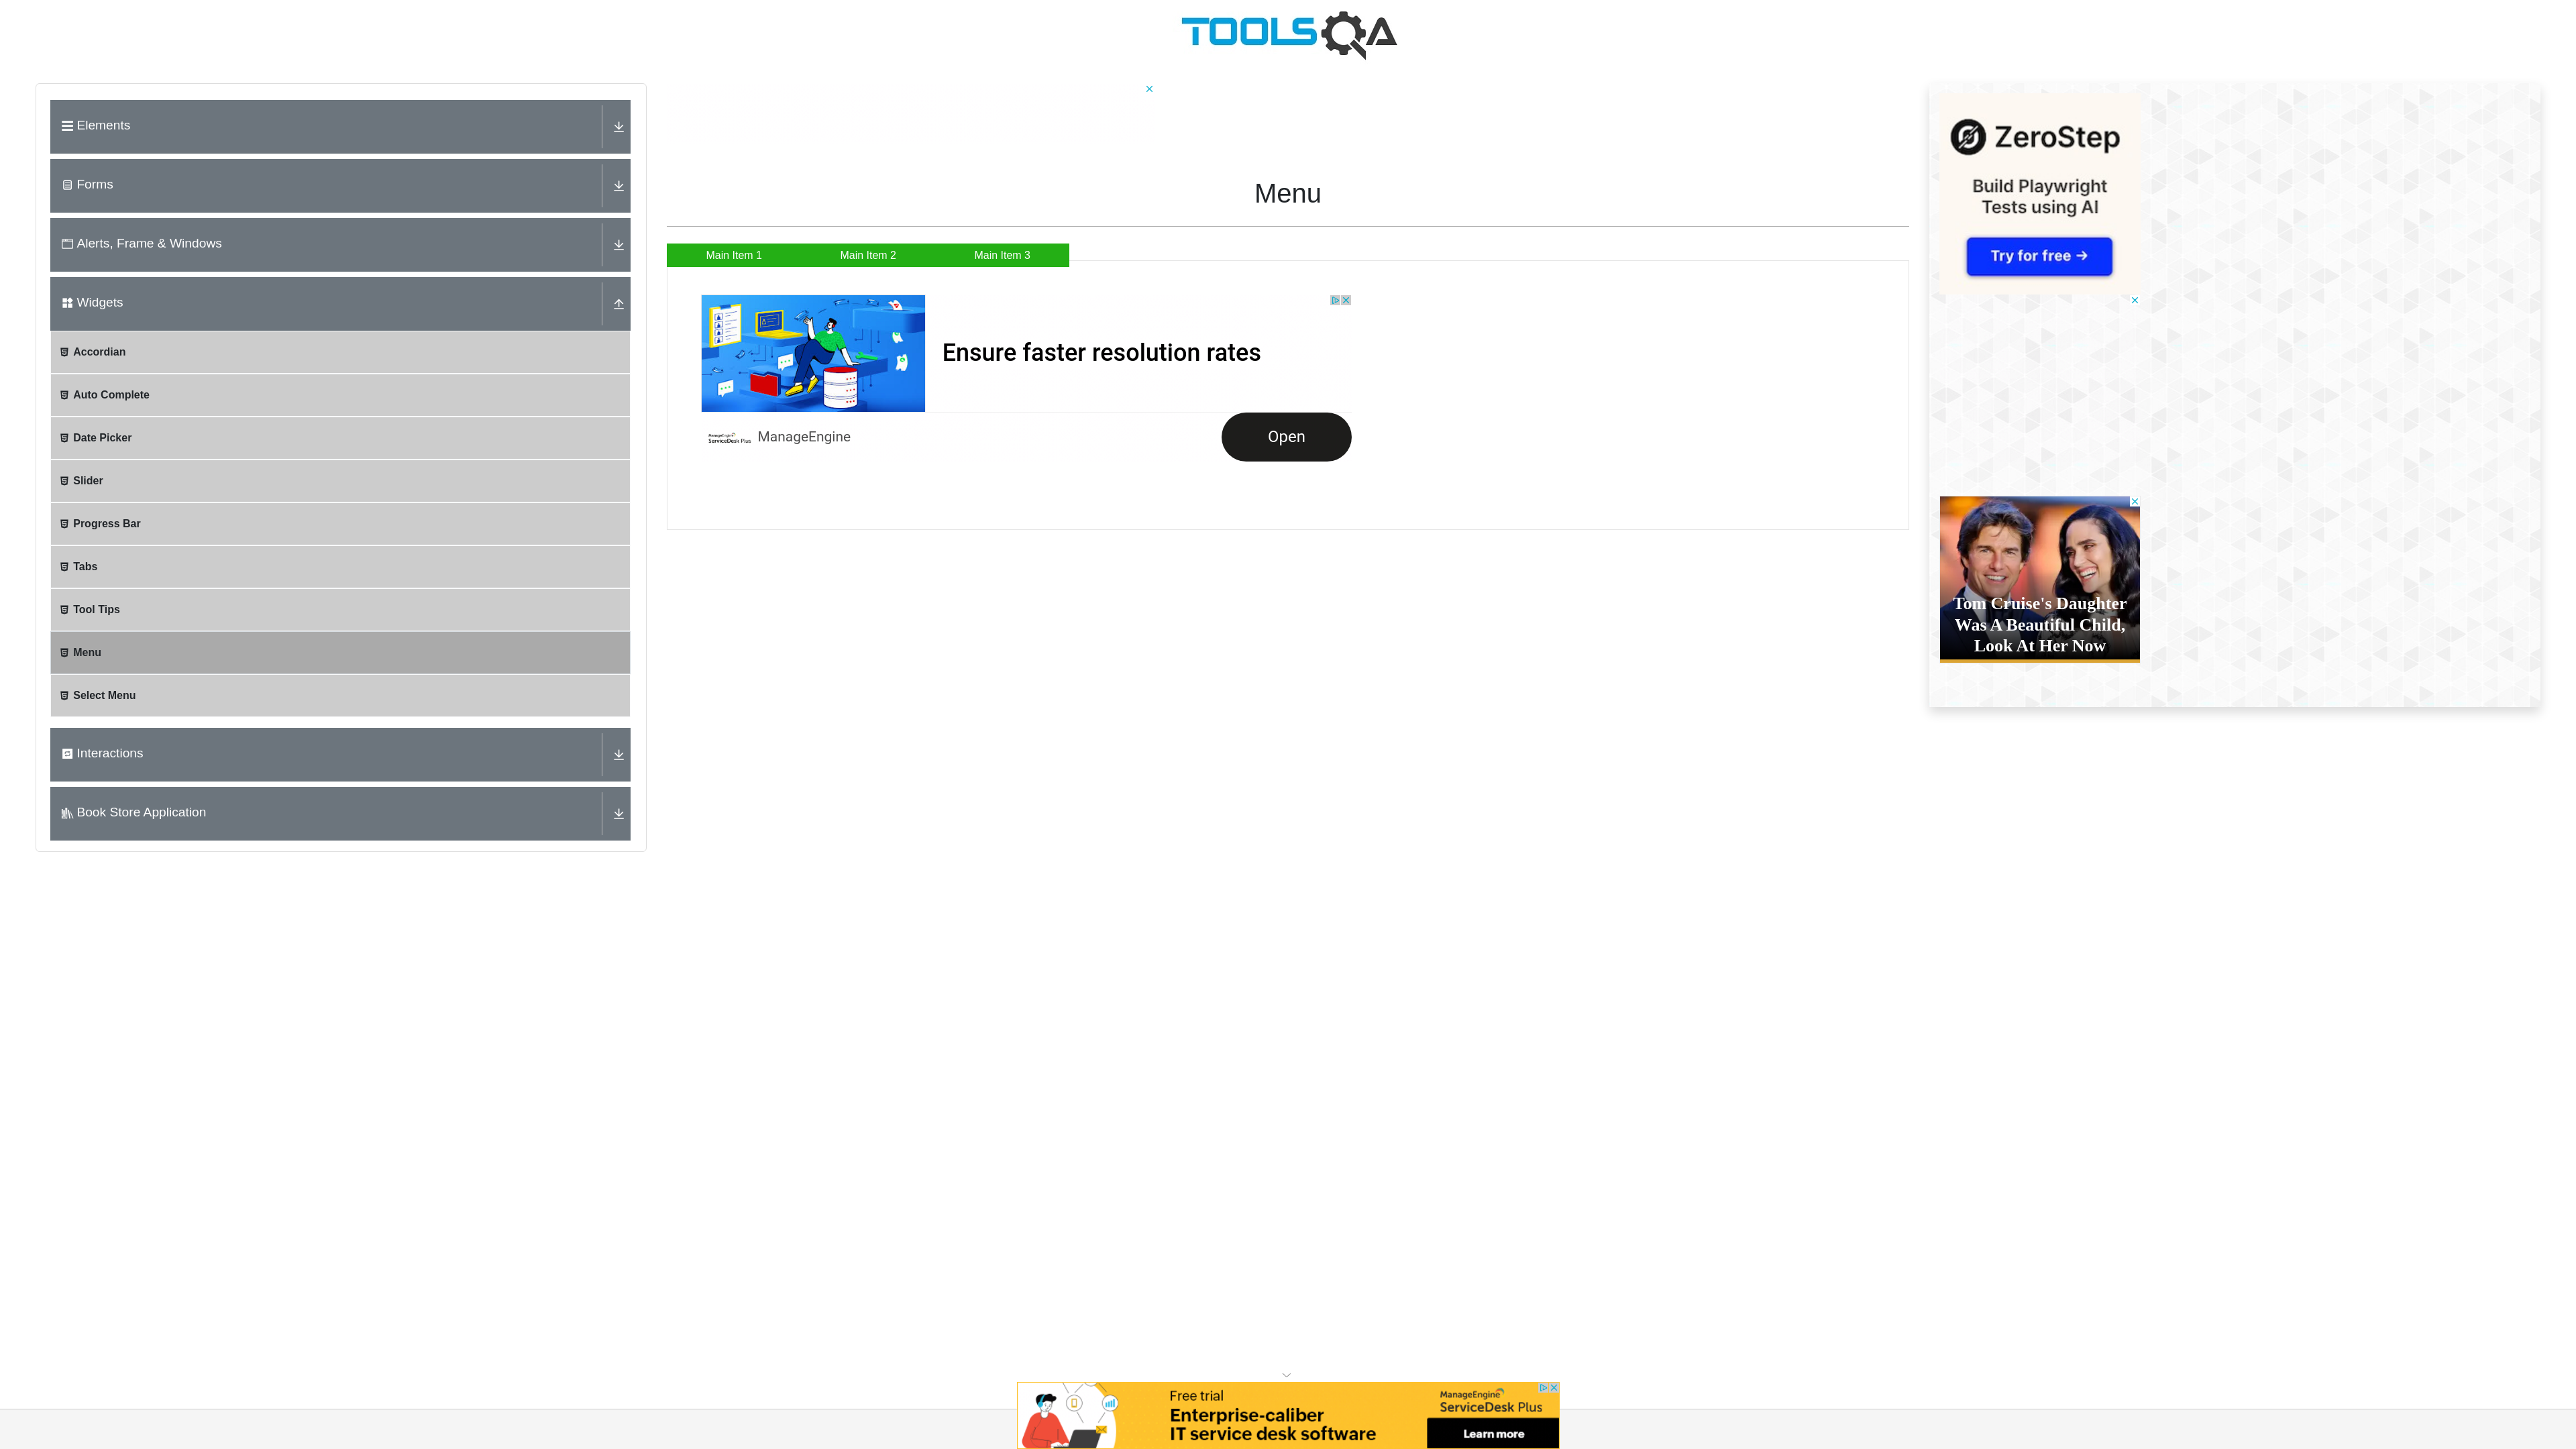 TOOLSQA
Elements
Forms
Alerts, Frame & Windows
Widgets
Accordian
Auto Complete
Date Picker
Slider
Progress Bar
Tabs
Tool Tips
Menu
Select Menu
Interactions
Book Store Application
Menu
Main Item 1
Main Item 2
Main Item 3
Ensure faster resolution rates
ManageEngine
ServiceDesk Plus
ManageEngine
Open
ZeroStep
Build Playwright
Tests using AI
Try for free →
Tom Cruise's Daughter
Was A Beautiful Child,
Look At Her Now
Free trial
Enterprise-caliber
IT service desk software
ManageEngine
ServiceDesk Plus
Learn more